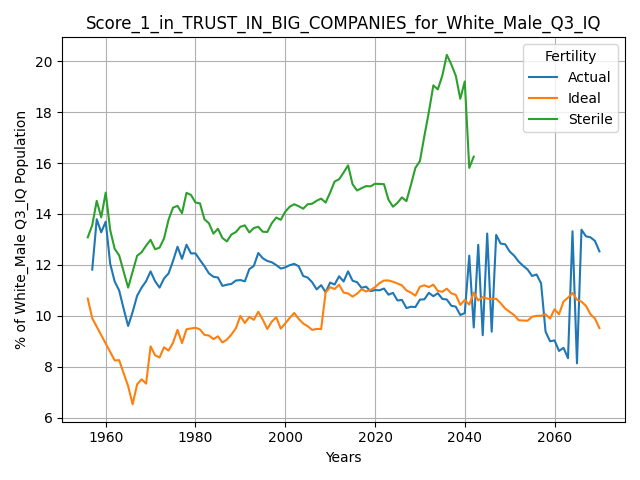 Score_1_in_TRUST_IN_BIG_COMPANIES_for_White_Male_Q3_IQ
Fertility
Actual
Ideal
Sterile
% of White_Male Q3_IQ Population
20
18
16
14
12
10
8
6
1960
1980
2000
2020
2040
2060
Years